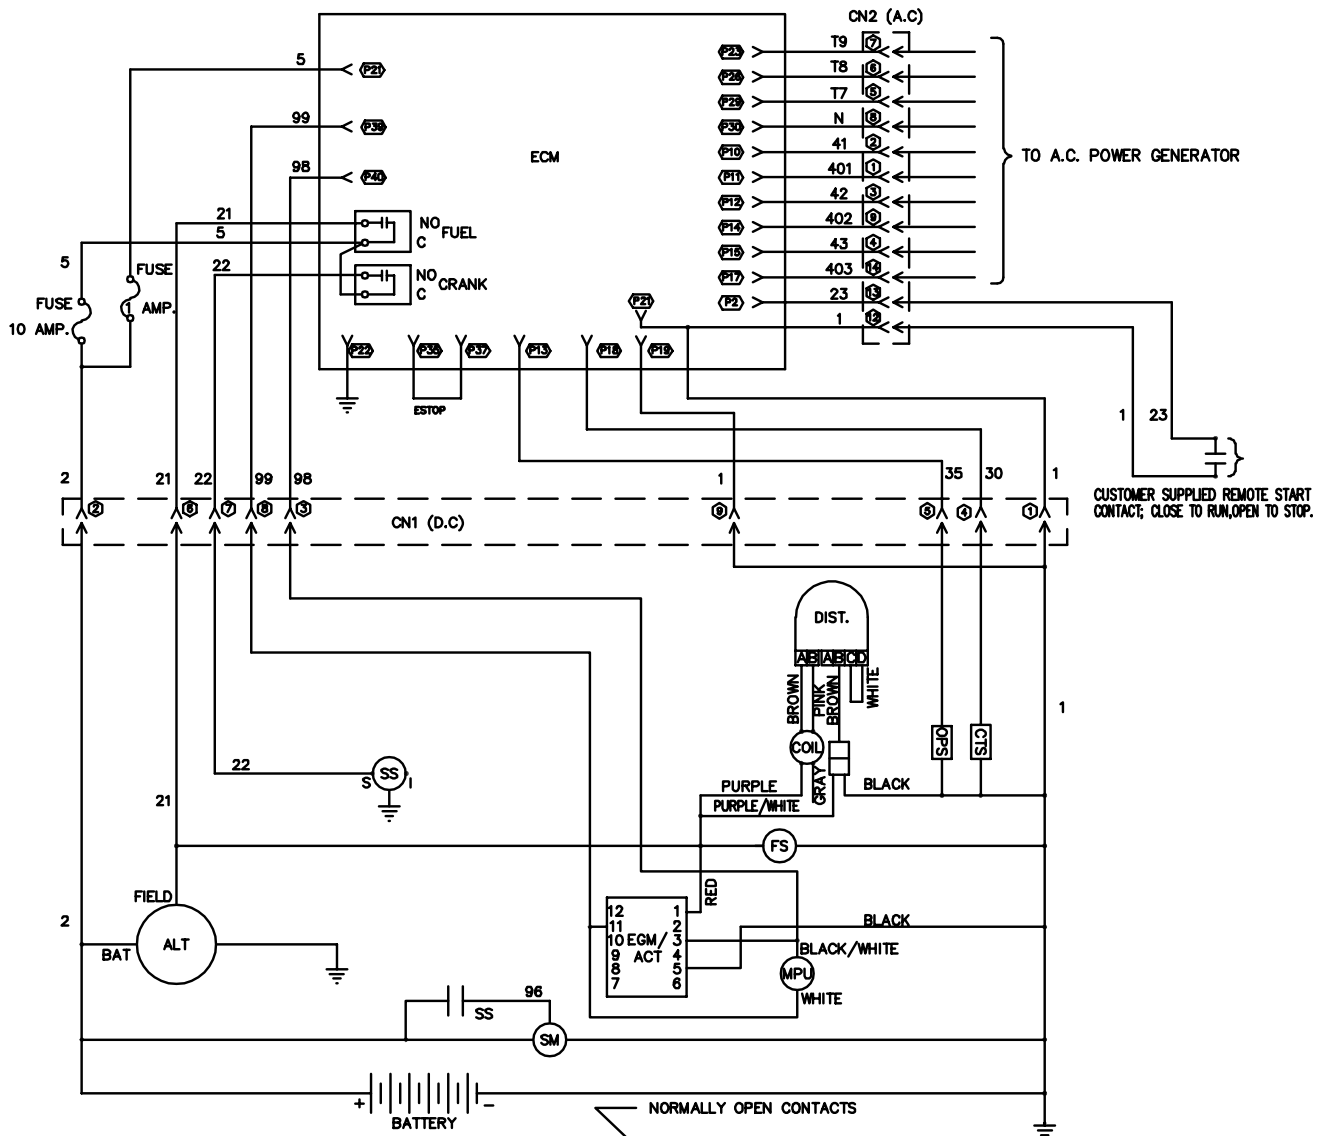 CN2 (A.C)
5
P21
99
P39
98
P40
ECM
P23
T9
7
P26
T8
6
P29
T7
5
P30
N
8
P10
41
2
P11
401
1
P12
42
3
P14
402
9
P15
43
4
P17
403
14
P2
23
13
P21
1
12
TO A.C. POWER GENERATOR
21
NO
FUEL
5
C
22
NO
CRANK
C
5
FUSE
1 AMP.
FUSE
10 AMP.
P22
P36
P37
P13
P18
P19
ESTOP
1
23
CUSTOMER SUPPLIED REMOTE START
CONTACT; CLOSE TO RUN,OPEN TO STOP.
2
21
22
99
98
1
35
30
1
2
6
7
8
3
CN1 (D.C)
9
5
4
1
DIST.
A B A B C D
BROWN
PINK
BROWN
WHITE
COIL
GRAY
OPS
CTS
1
22
S
SS
I
PURPLE
PURPLE/WHITE
BLACK
21
FS
RED
FIELD
ALT
BAT
2
12 1
11 2
10 EGM/ 3
9 ACT 4
8 5
7 6
BLACK
BLACK/WHITE
MPU
WHITE
96
SS
SM
+
−
BATTERY
NORMALLY OPEN CONTACTS